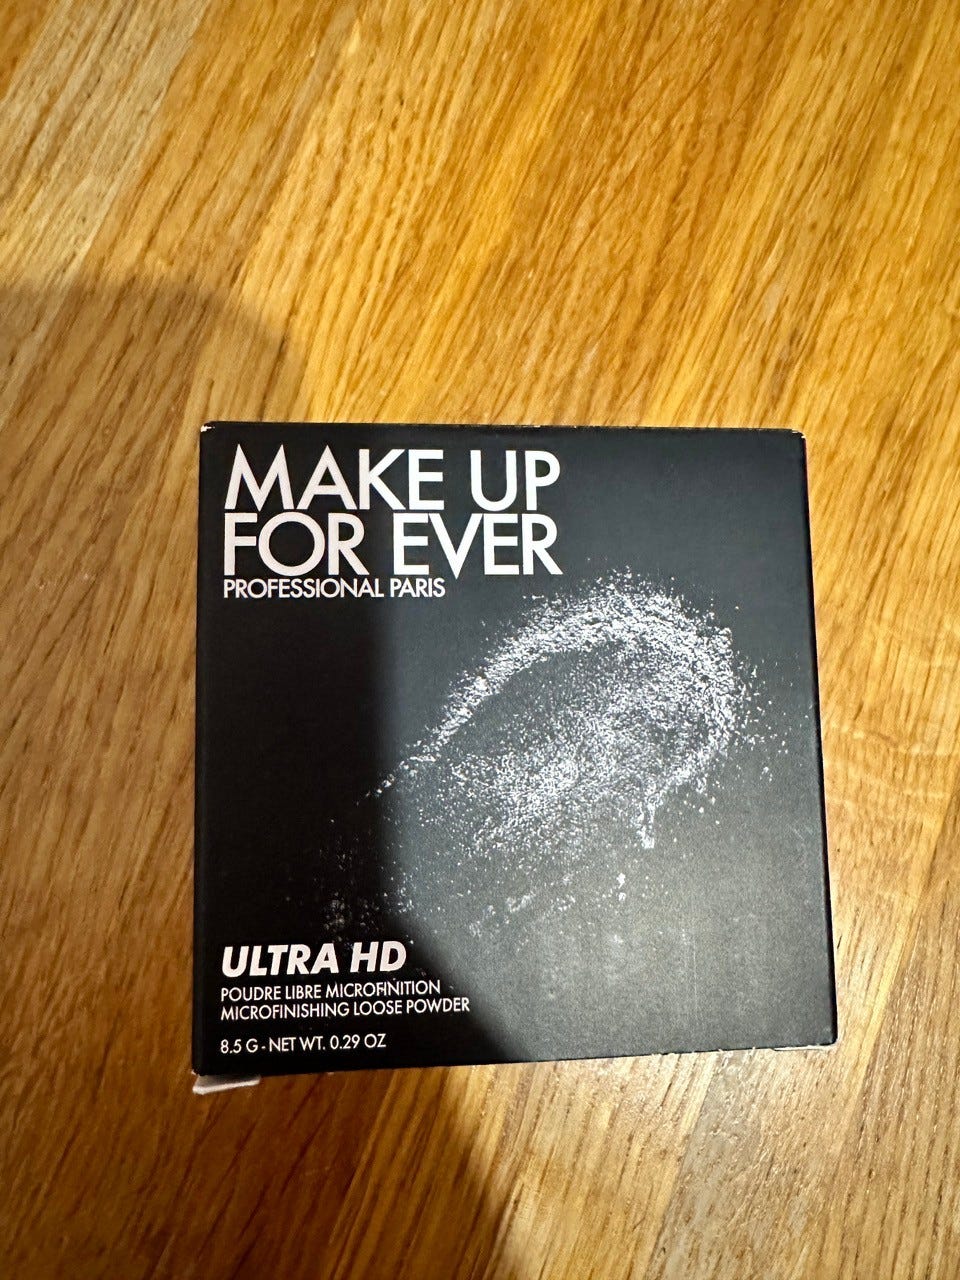 MAKE UP
FOR EVER
PROFESSIONAL PARIS
ULTRA HD
POUDRE LIBRE MICROFINITION
MICROFINISHING LOOSE POWDER
8.5 G - NET WT. 0.29 OZ